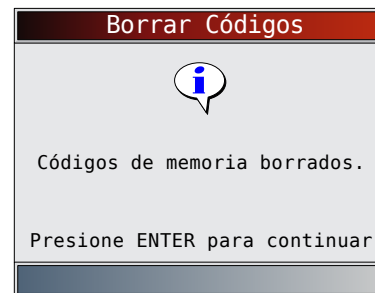 Borrar Códigos
i
Códigos de memoria borrados.
Presione ENTER para continuar